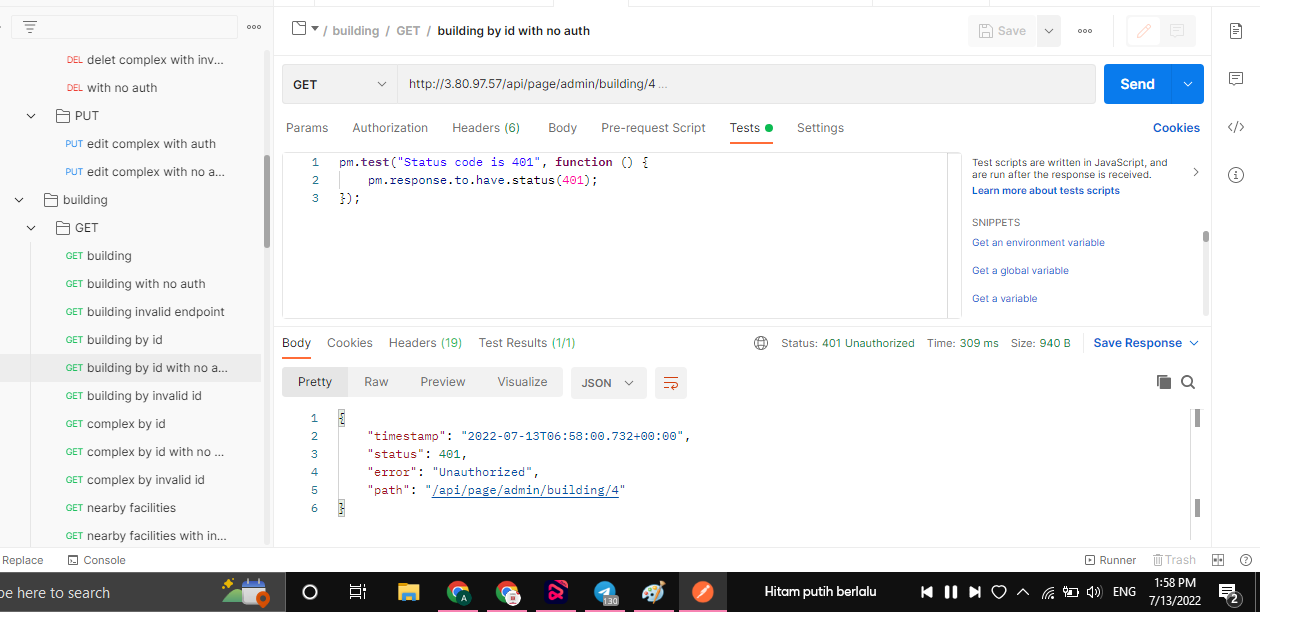 / building / GET / building by id with no auth
Save
DEL delet complex with inv...
DEL with no auth
PUT
PUT edit complex with auth
PUT edit complex with no a...
building
GET
GET building
GET building with no auth
GET building invalid endpoint
GET building by id
GET building by id with no a...
GET building by invalid id
GET complex by id
GET complex by id with no ...
GET complex by invalid id
GET nearby facilities
GET nearby facilities with in...
GET
http://3.80.97.57/api/page/admin/building/4 ...
Send
Params Authorization Headers (6) Body Pre-request Script Tests Settings
Cookies
1 pm.test("Status code is 401", function () {
2 pm.response.to.have.status(401);
3 });
Test scripts are written in JavaScript, and
are run after the response is received.
Learn more about tests scripts
SNIPPETS
Get an environment variable
Get a global variable
Get a variable
Body Cookies Headers (19) Test Results (1/1)
Status: 401 Unauthorized Time: 309 ms Size: 940 B
Save Response
Pretty Raw Preview Visualize
JSON
1 {
2 "timestamp": "2022-07-13T06:58:00.732+00:00",
3 "status": 401,
4 "error": "Unauthorized",
5 "path": "/api/page/admin/building/4"
6 }
Replace
Console
Runner
Trash
pe here to search
A
130
Hitam putih berlalu
ENG
1:58 PM
7/13/2022
2